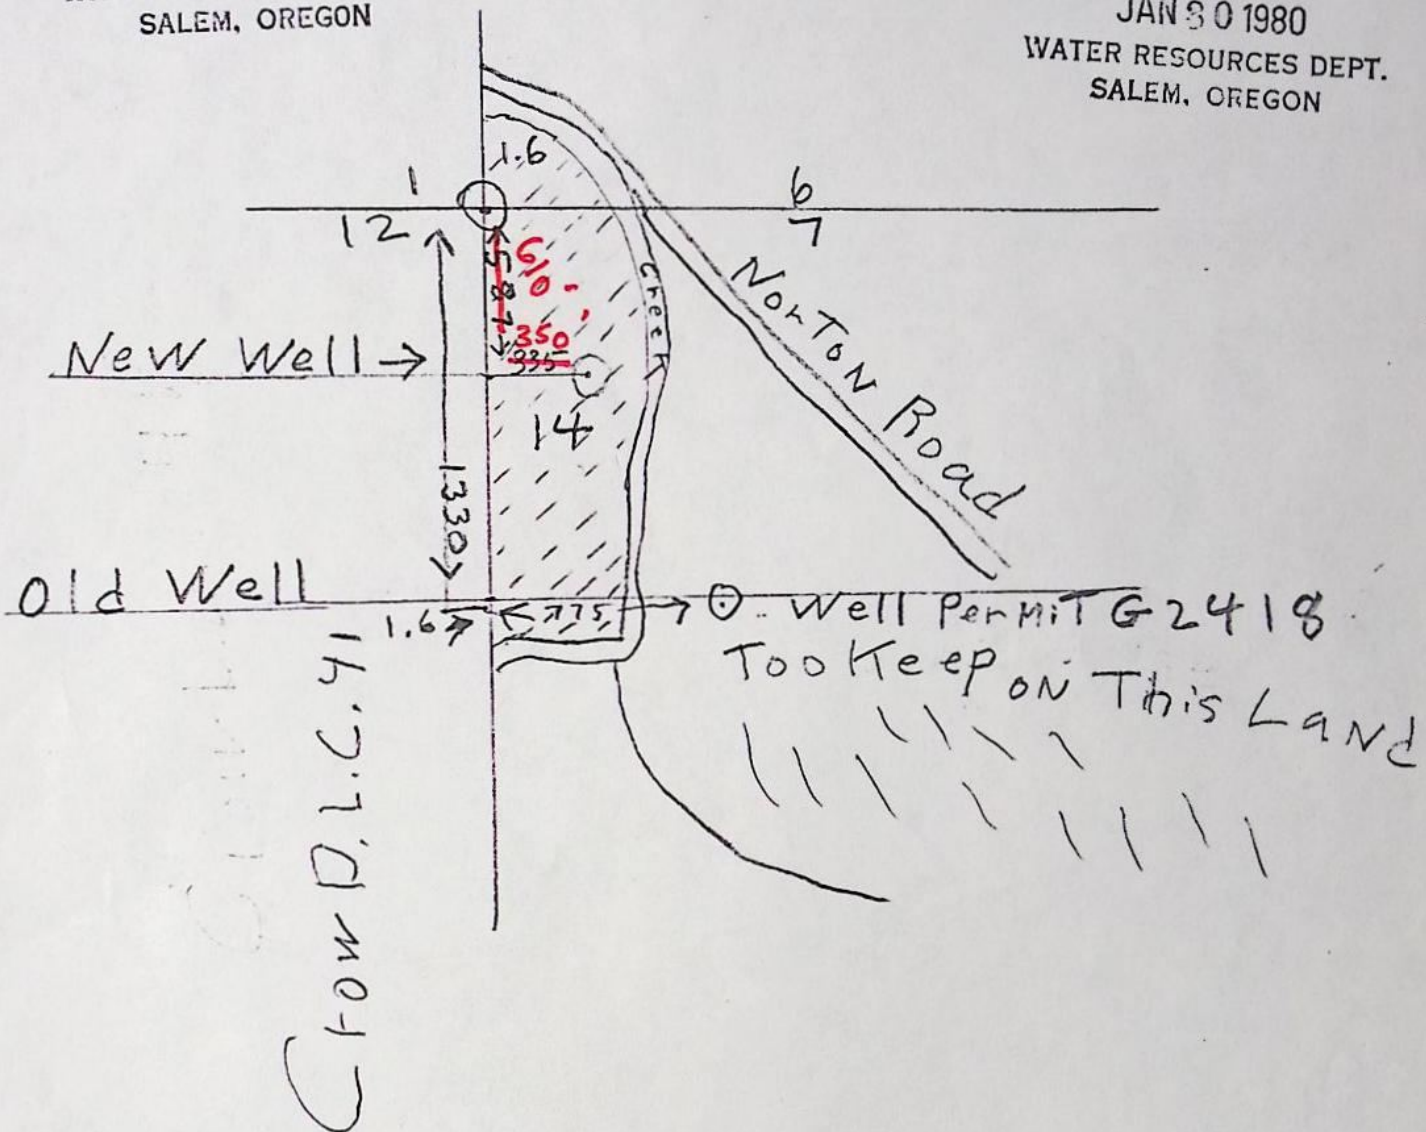 SALEM, OREGON
JAN 30 1980
WATER RESOURCES DEPT.
SALEM, OREGON
1.6
1
6
12
7
587
610
Creek
Norton Road
350
335
New Well →
14
1330
Old Well
1.6
775
Well PermiT G2418
Too Keep ON This LaNd
Crow D.L.C. 41